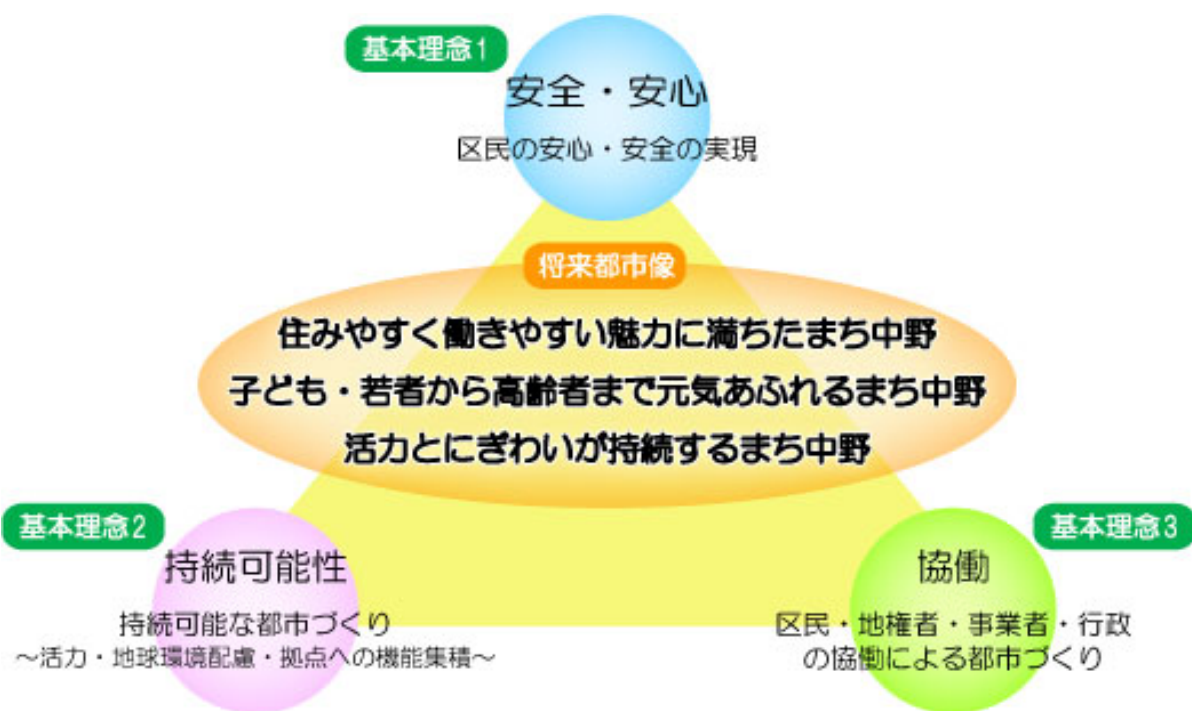 基本理念1
安全・安心
区民の安心・安全の実現
将来都市像
住みやすく働きやすい魅力に満ちたまち中野
子ども・若者から高齢者まで元気あふれるまち中野
活力とにぎわいが持続するまち中野
基本理念2
持続可能性
持続可能な都市づくり
～活力・地球環境配慮・拠点への機能集積～
基本理念3
協働
区民・地権者・事業者・行政
の協働による都市づくり